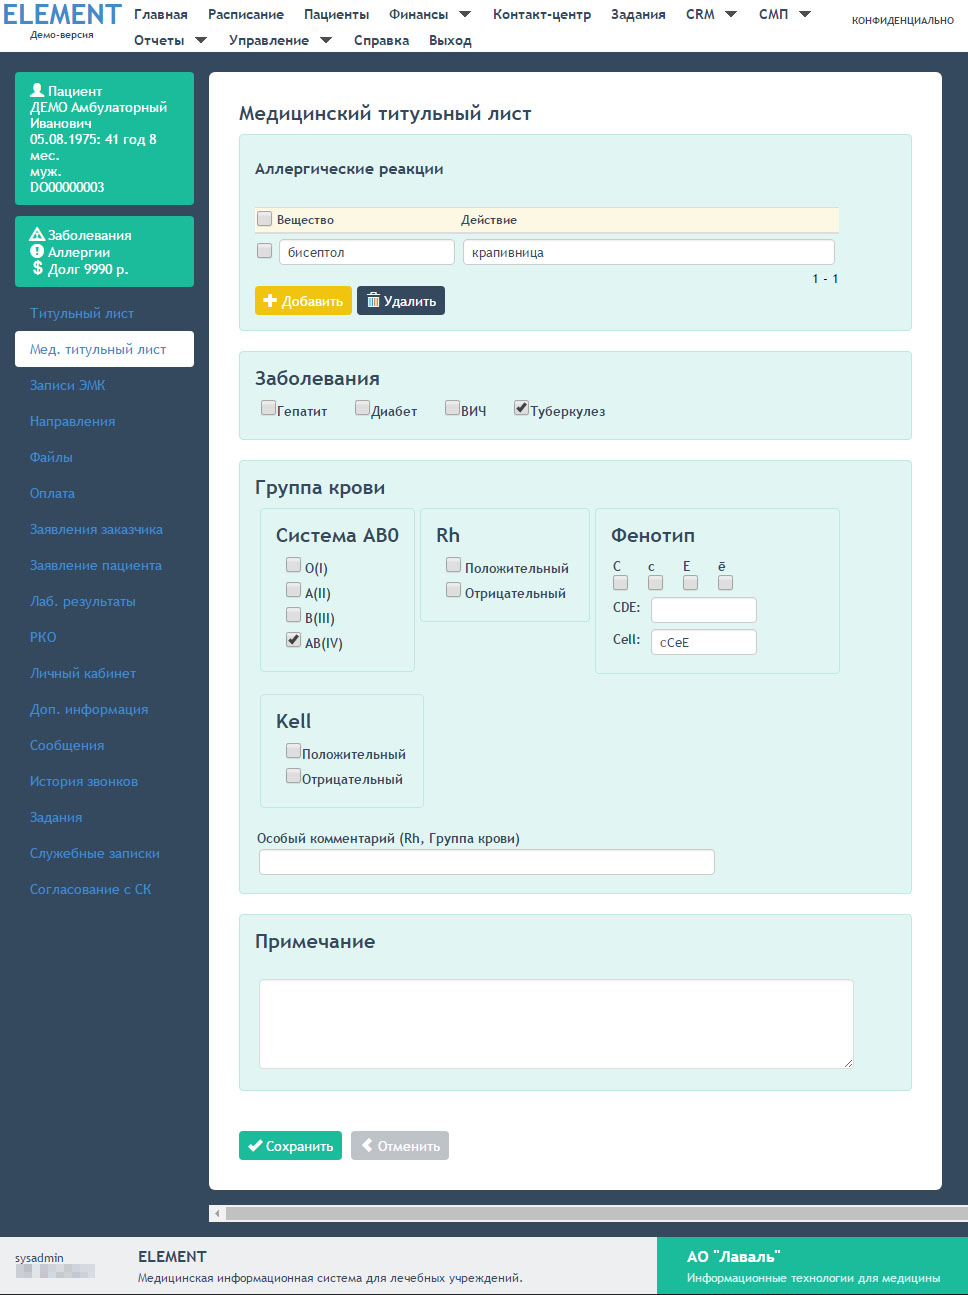 ELEMENT
Демо-версия
Главная Расписание Пациенты Финансы Контакт-центр Задания CRM СМП
Отчеты Управление Справка Выход
КОНФИДЕНЦИАЛЬНО
Пациент
ДЕМО Амбулаторный
Иванович
05.08.1975: 41 год 8
мес.
муж.
DO00000003
Заболевания
Аллергии
$ Долг 9990 р.
Титульный лист
Мед. титульный лист
Записи ЭМК
Направления
Файлы
Оплата
Заявления заказчика
Заявление пациента
Лаб. результаты
РКО
Личный кабинет
Доп. информация
Сообщения
История звонков
Задания
Служебные записки
Согласование с СК
Медицинский титульный лист
Аллергические реакции
Вещество Действие
бисептол крапивница
1 - 1
Добавить Удалить
Заболевания
Гепатит Диабет ВИЧ Туберкулез
Группа крови
Система AB0
O(I)
A(II)
B(III)
AB(IV)
Rh
Положительный
Отрицательный
Фенотип
C c E ē
CDE:
Cell: cCeE
Kell
Положительный
Отрицательный
Особый комментарий (Rh, Группа крови)
Примечание
Сохранить Отменить
sysadmin
ELEMENT
Медицинская информационная система для лечебных учреждений.
АО "Лаваль"
Информационные технологии для медицины